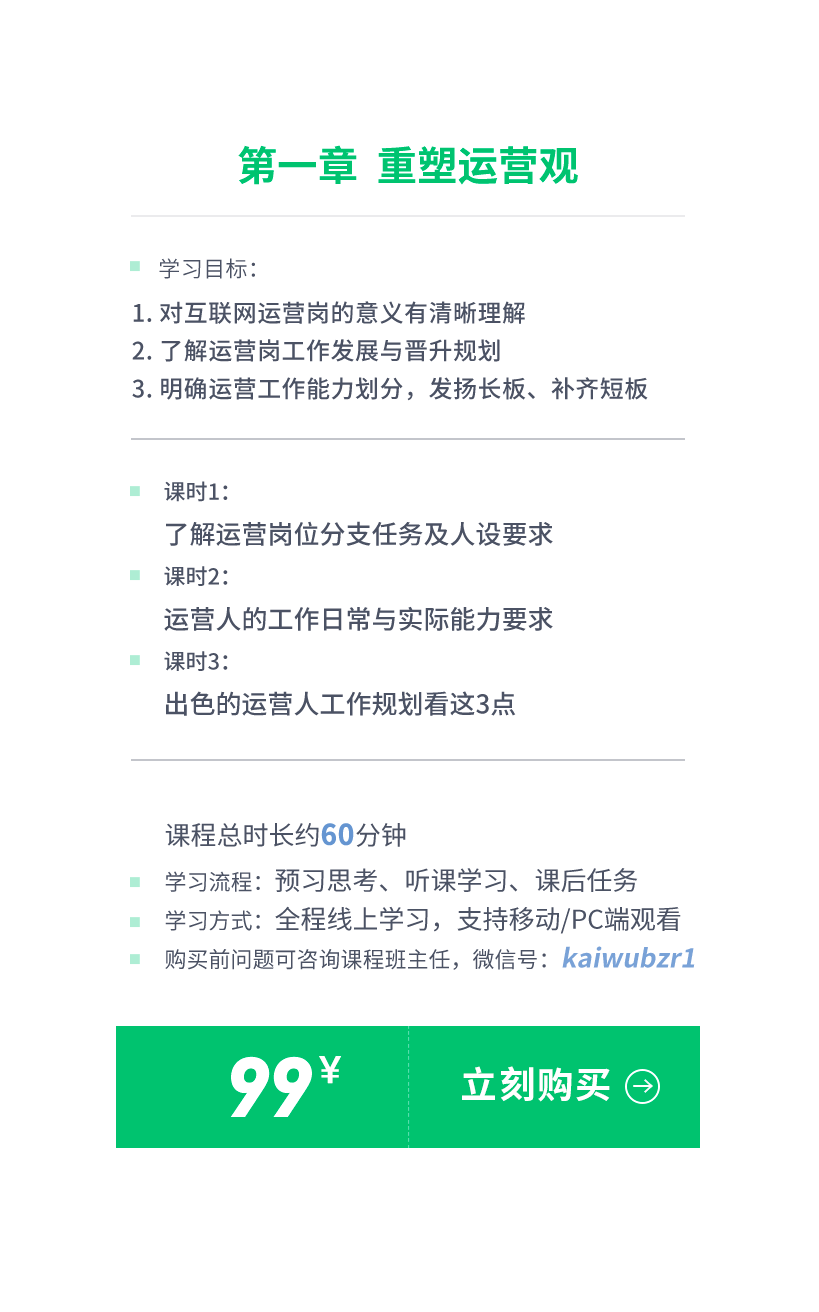 第一章 重塑运营观
学习目标：
1. 对互联网运营岗的意义有清晰理解
2. 了解运营岗工作发展与晋升规划
3. 明确运营工作能力划分，发扬长板、补齐短板
课时1：
了解运营岗位分支任务及人设要求
课时2：
运营人的工作日常与实际能力要求
课时3：
出色的运营人工作规划看这3点
课程总时长约60分钟
学习流程：预习思考、听课学习、课后任务
学习方式：全程线上学习，支持移动/PC端观看
购买前问题可咨询课程班主任，微信号：kaiwubzr1
99¥ 立刻购买